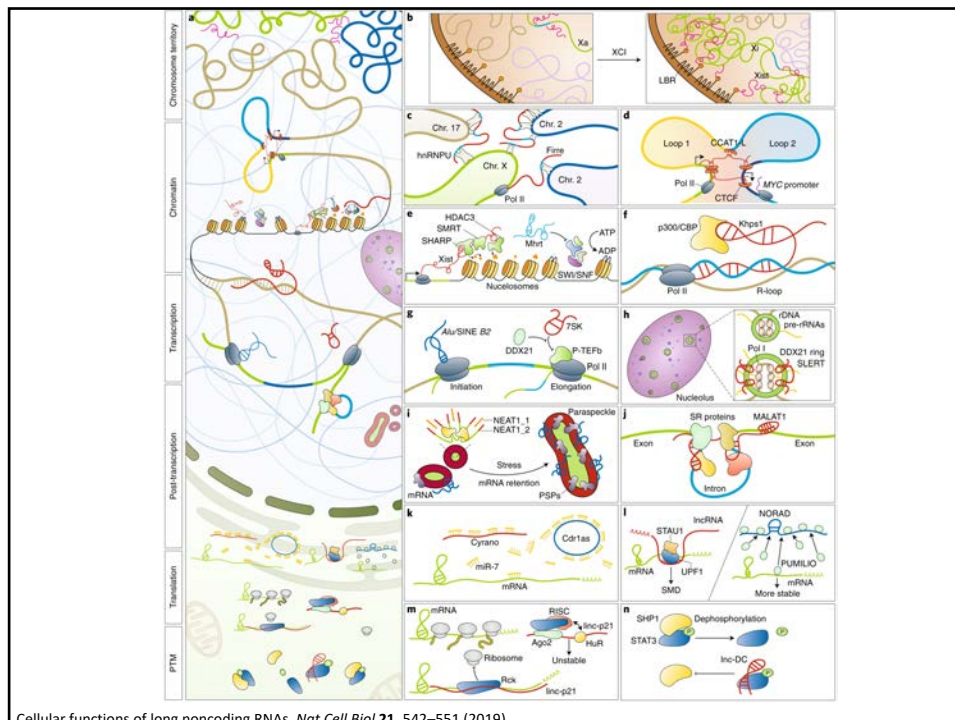 Chromosome territory
Chromatin
Transcription
Post-transcription
Translation
PTM
a
b
Xa
XCI
LBR
Xi
Xist
c
Chr. 17
Chr. 2
hnRNPU
Firre
Chr. X
Chr. 2
Pol II
d
Loop 1
CCAT1-L
Loop 2
Pol II
MYC promoter
CTCF
e
HDAC3
SMRT
SHARP
Xist
Mhrt
ATP
ADP
SWI/SNF
Nucelosomes
f
p300/CBP
Khps1
Pol II
R-loop
g
Alu/SINE B2
7SK
DDX21
P-TEFb
Pol II
Initiation
Elongation
h
rDNA
pre-rRNAs
Pol I
DDX21 ring
SLERT
Nucleolus
i
NEAT1_1
NEAT1_2
Paraspeckle
Stress
mRNA retention
mRNA
PSPs
j
SR proteins
MALAT1
Exon
Exon
Intron
k
Cyrano
Cdr1as
miR-7
mRNA
l
lncRNA
STAU1
mRNA
UPF1
SMD
NORAD
PUMILIO
mRNA
More stable
m
mRNA
RISC
linc-p21
Ago2
HuR
Unstable
Ribosome
Rck
linc-p21
n
SHP1
Dephosphorylation
STAT3
P
P
lnc-DC
P
Cellular functions of long noncoding RNAs. Nat Cell Biol 21, 542–551 (2019)